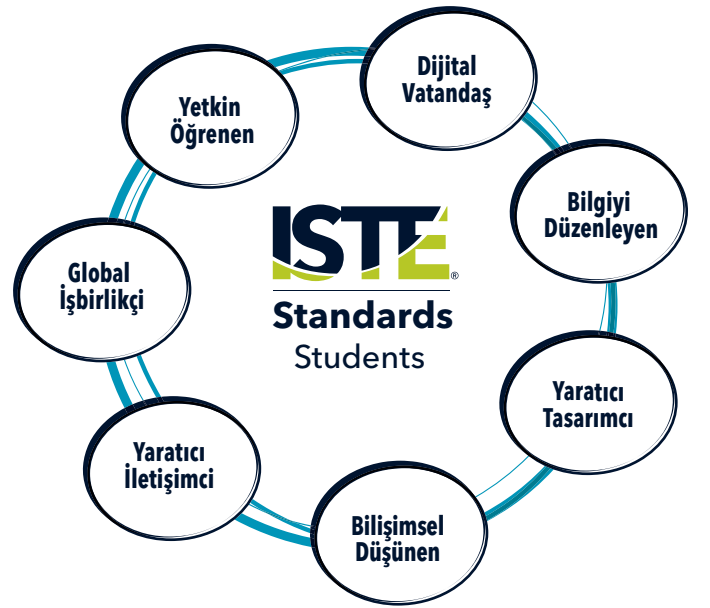 Yetkin
Öğrenen
Dijital
Vatandaş
Bilgiyi
Düzenleyen
Yaratıcı
Tasarımcı
Bilişimsel
Düşünen
Yaratıcı
İletişimci
Global
İşbirlikçi
ISTE®
Standards
Students